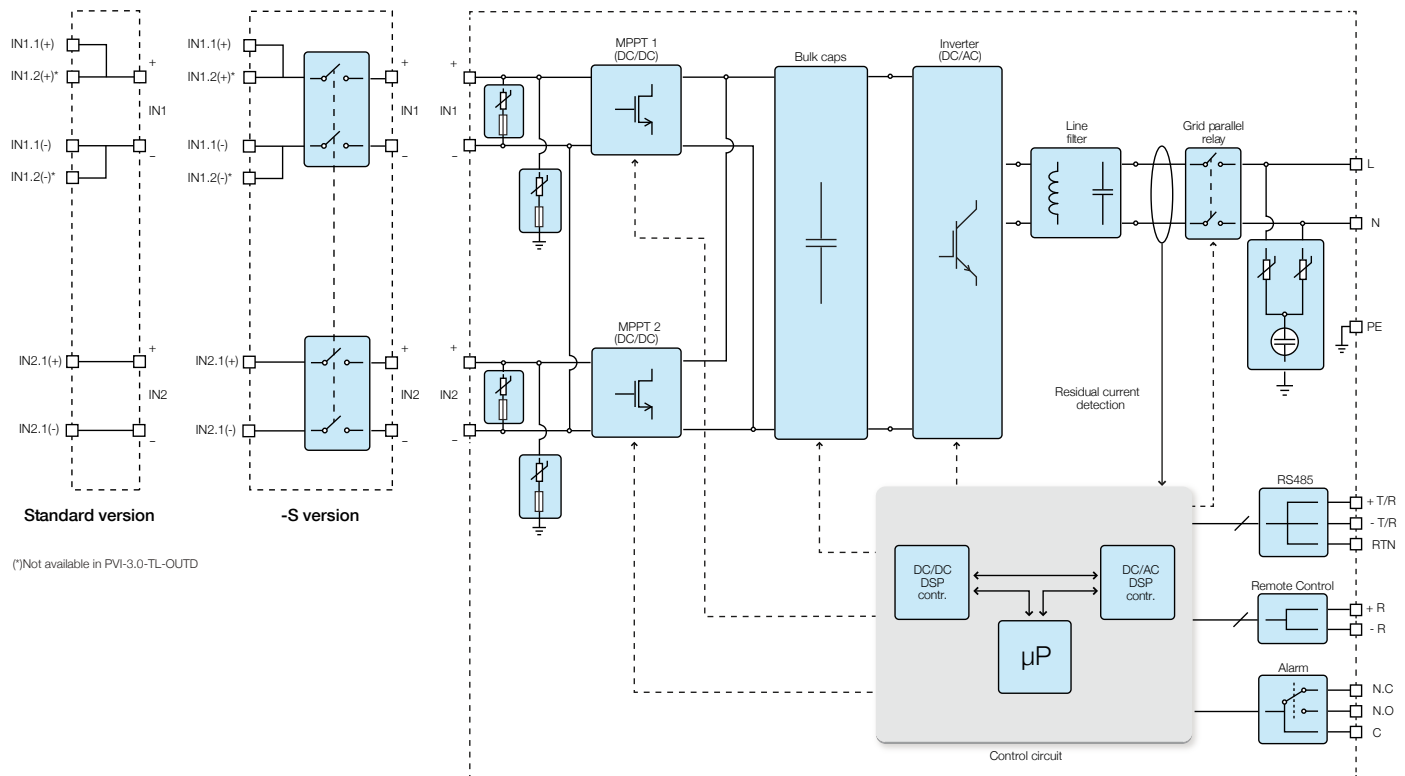 IN1.1(+)
IN1.2(+)*
+
IN1
IN1.1(-)
IN1.2(-)*
−
IN2.1(+)
+
IN2
IN2.1(-)
−
Standard version
(*)Not available in PVI-3.0-TL-OUTD
IN1.1(+)
IN1.2(+)*
+
IN1
IN1.1(-)
IN1.2(-)*
−
IN2.1(+)
+
IN2
IN2.1(-)
−
-S version
+
IN1
−
+
IN2
−
MPPT 1
(DC/DC)
MPPT 2
(DC/DC)
Bulk caps
Inverter
(DC/AC)
Line
filter
Grid parallel
relay
L
N
PE
Residual current
detection
DC/DC
DSP
contr.
DC/AC
DSP
contr.
µP
Control circuit
RS485
+ T/R
- T/R
RTN
Remote Control
+ R
- R
Alarm
N.C
N.O
C